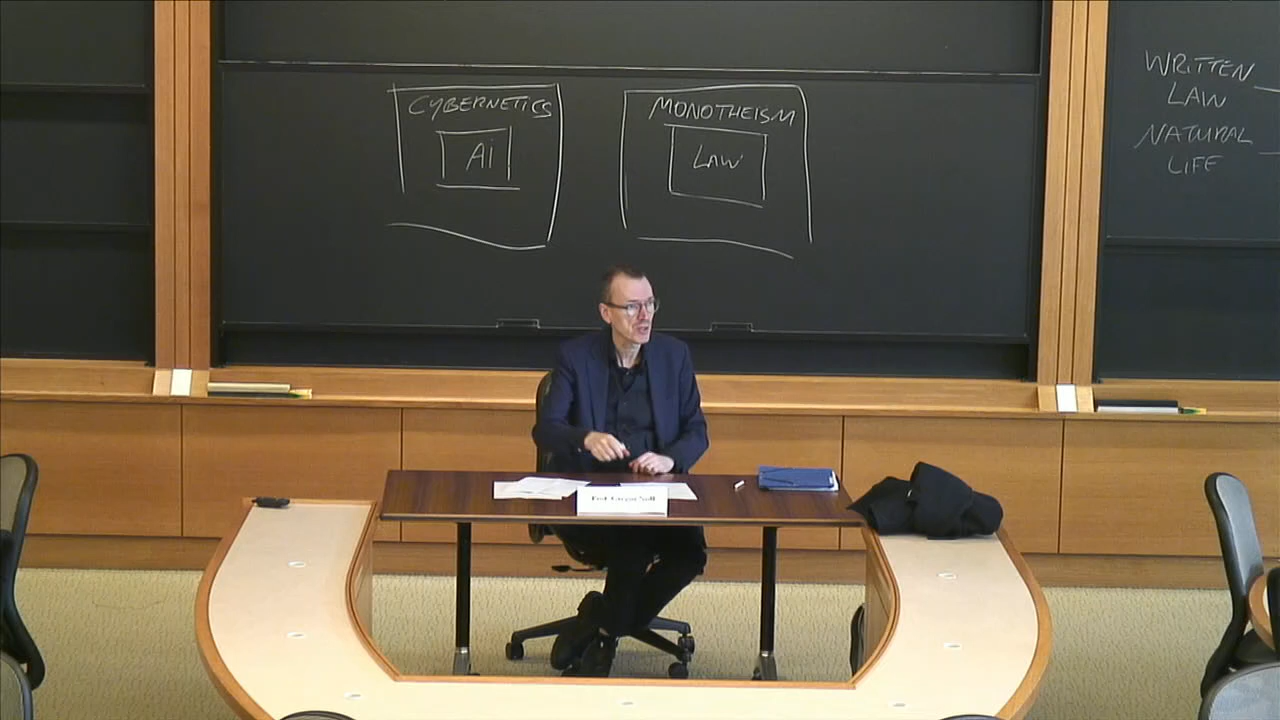 CYBERNETICS
AI
MONOTHEISM
LAW
WRITTEN
LAW
NATURAL
LIFE